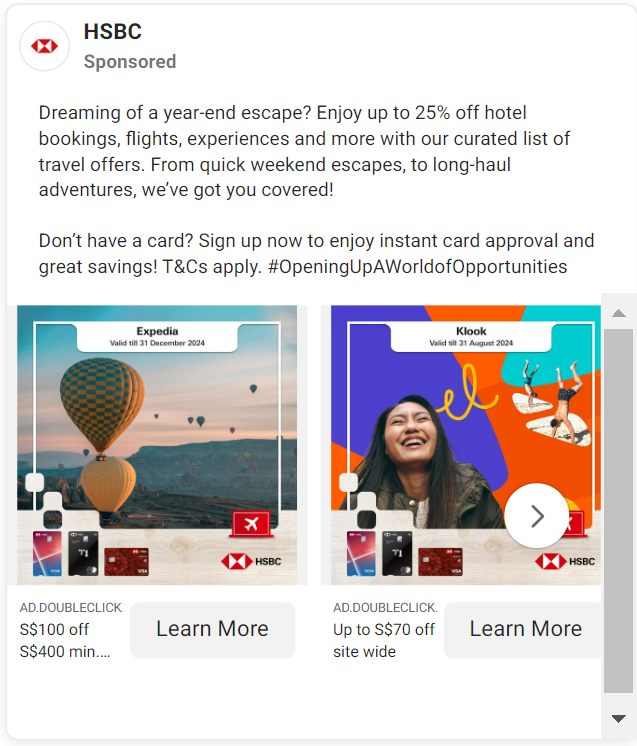 HSBC
Sponsored
Dreaming of a year-end escape? Enjoy up to 25% off hotel
bookings, flights, experiences and more with our curated list of
travel offers. From quick weekend escapes, to long-haul
adventures, we’ve got you covered!
Don’t have a card? Sign up now to enjoy instant card approval and
great savings! T&Cs apply. #OpeningUpAWorldofOpportunities
Expedia
Valid till 31 December 2024
HSBC
Klook
Valid till 31 August 2024
HSBC
AD.DOUBLECLICK.
S$100 off
S$400 min....
Learn More
AD.DOUBLECLICK.
Up to S$70 off
site wide
Learn More